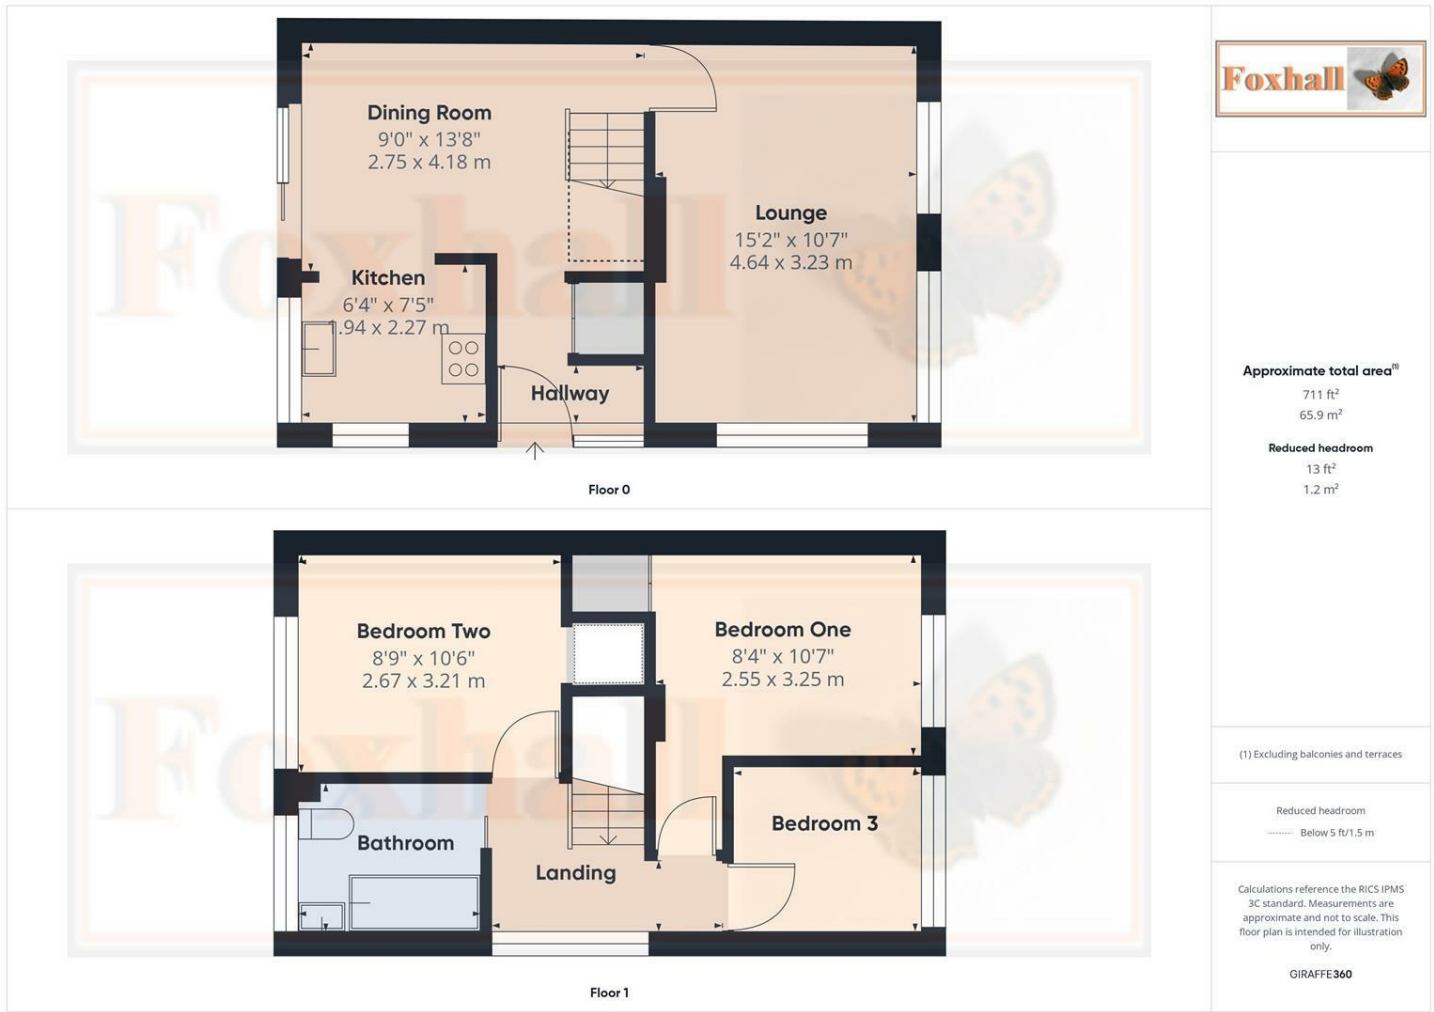 Dining Room
9'0" x 13'8"
2.75 x 4.18 m
Lounge
15'2" x 10'7"
4.64 x 3.23 m
Kitchen
6'4" x 7'5"
1.94 x 2.27 m
Hallway
Foxhall
Floor 0
Bedroom Two
8'9" x 10'6"
2.67 x 3.21 m
Bedroom One
8'4" x 10'7"
2.55 x 3.25 m
Bathroom
Landing
Bedroom 3
Foxhall
Floor 1
Foxhall
Approximate total area(1)
711 ft²
65.9 m²
Reduced headroom
13 ft²
1.2 m²
(1) Excluding balconies and terraces
Reduced headroom
Below 5 ft/1.5 m
Calculations reference the RICS IPMS
3C standard. Measurements are
approximate and not to scale. This
floor plan is intended for illustration
only.
GIRAFFE360